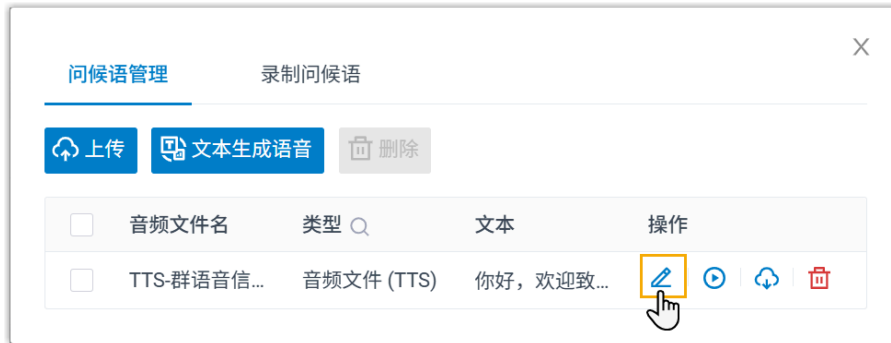 问候语管理 录制问候语
上传 文本生成语音 删除
音频文件名 类型 文本 操作
TTS-群语音信... 音频文件 (TTS) 你好，欢迎致...